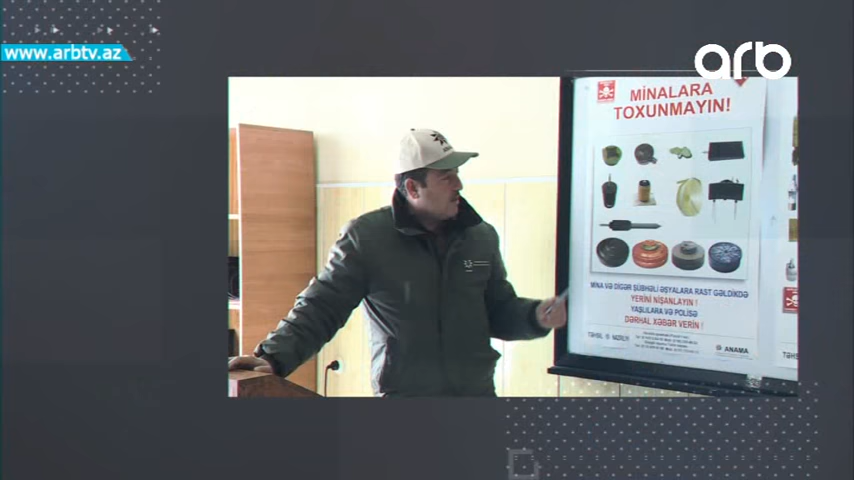 www.arbtv.az
arb
MİNALARA
TOXUNMAYIN!
MİNA VƏ DİGƏR ŞÜBHƏLİ ƏŞYALARA RAST GƏLDİKDƏ
YERİNİ NİŞANLAYIN !
YAŞLILARA VƏ POLİSƏ
DƏRHAL XƏBƏR VERİN !
ANAMA
TƏHS